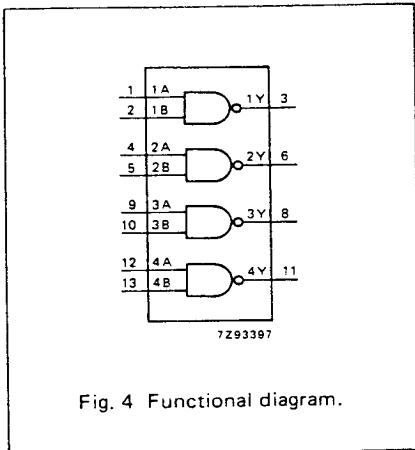 1 1A 1Y 3
2 1B
4 2A 2Y 6
5 2B
9 3A 3Y 8
10 3B
12 4A 4Y 11
13 4B
7Z93397
Fig. 4 Functional diagram.